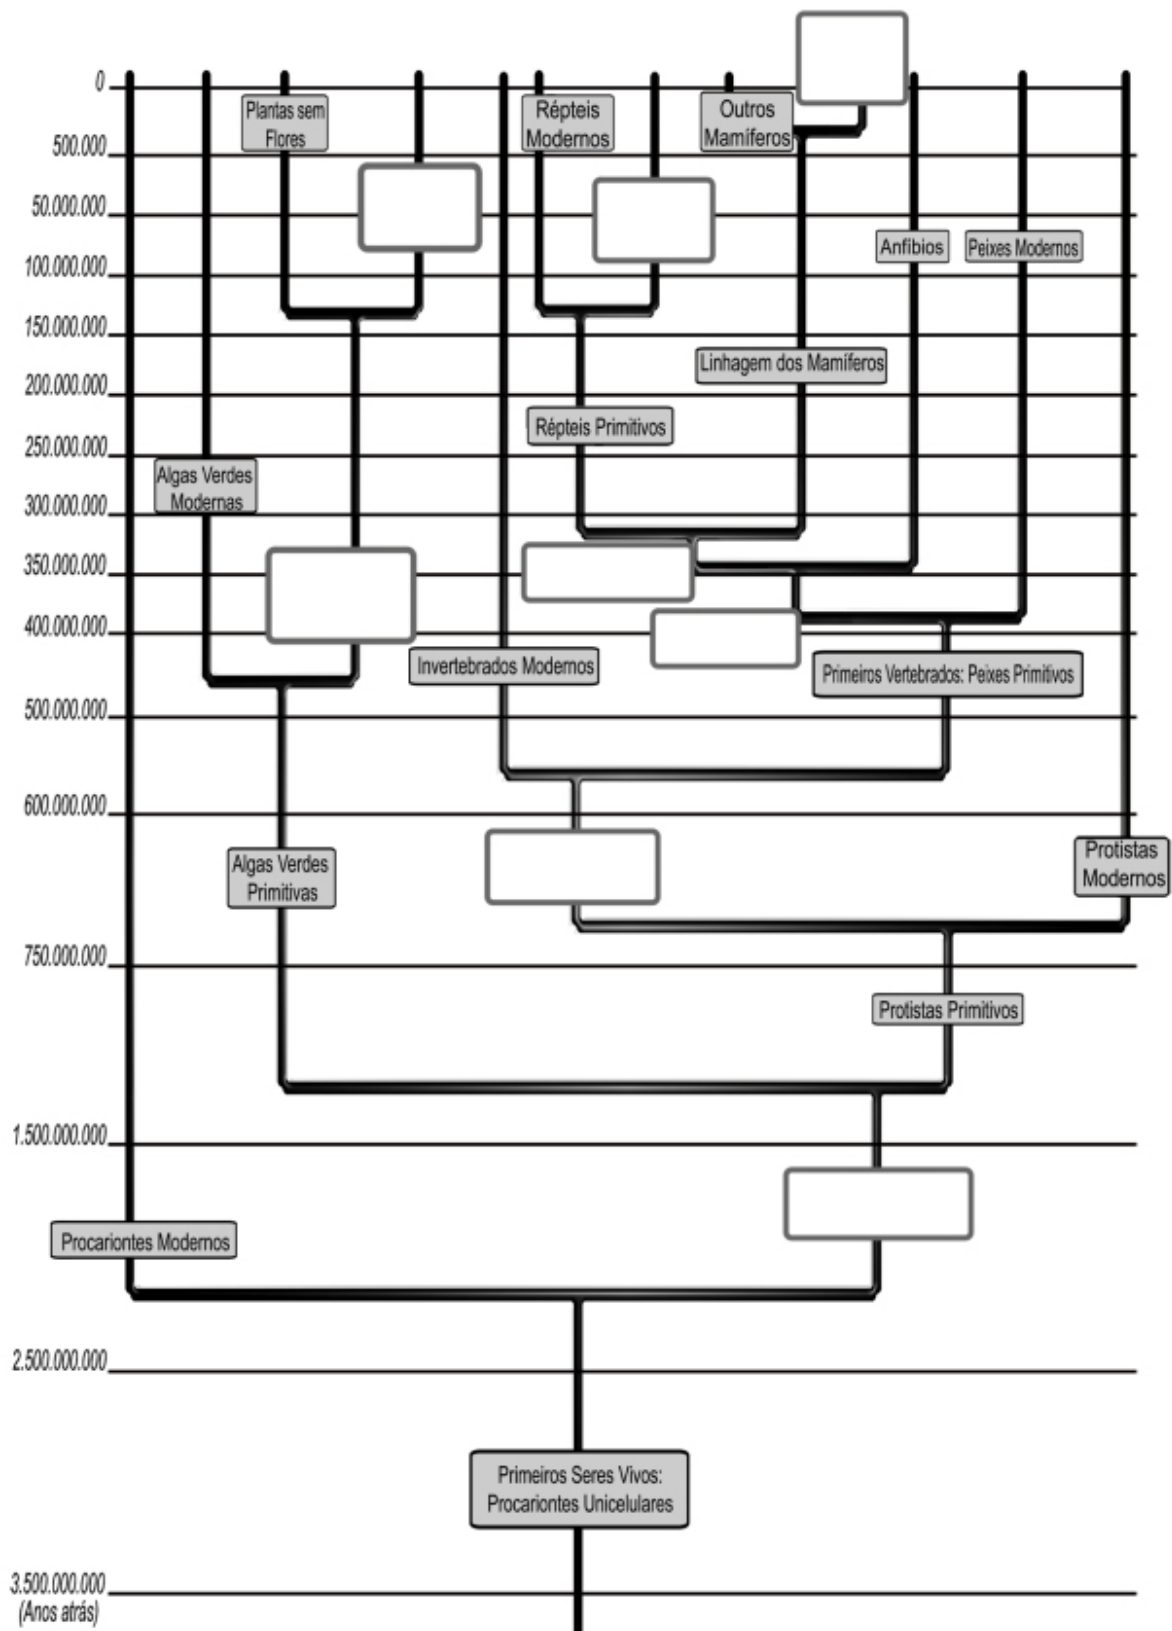 0
Plantas sem
Flores
Répteis
Modernos
Outros
Mamíferos
500.000
50.000.000
Anfíbios
Peixes Modernos
100.000.000
150.000.000
Linhagem dos Mamíferos
200.000.000
Répteis Primitivos
250.000.000
Algas Verdes
Modernas
300.000.000
350.000.000
400.000.000
Invertebrados Modernos
Primeiros Vertebrados: Peixes Primitivos
500.000.000
600.000.000
Algas Verdes
Primitivas
Protistas
Modernos
750.000.000
Protistas Primitivos
1.500.000.000
Procariontes Modernos
2.500.000.000
Primeiros Seres Vivos:
Procariontes Unicelulares
3.500.000.000
(Anos atrás)